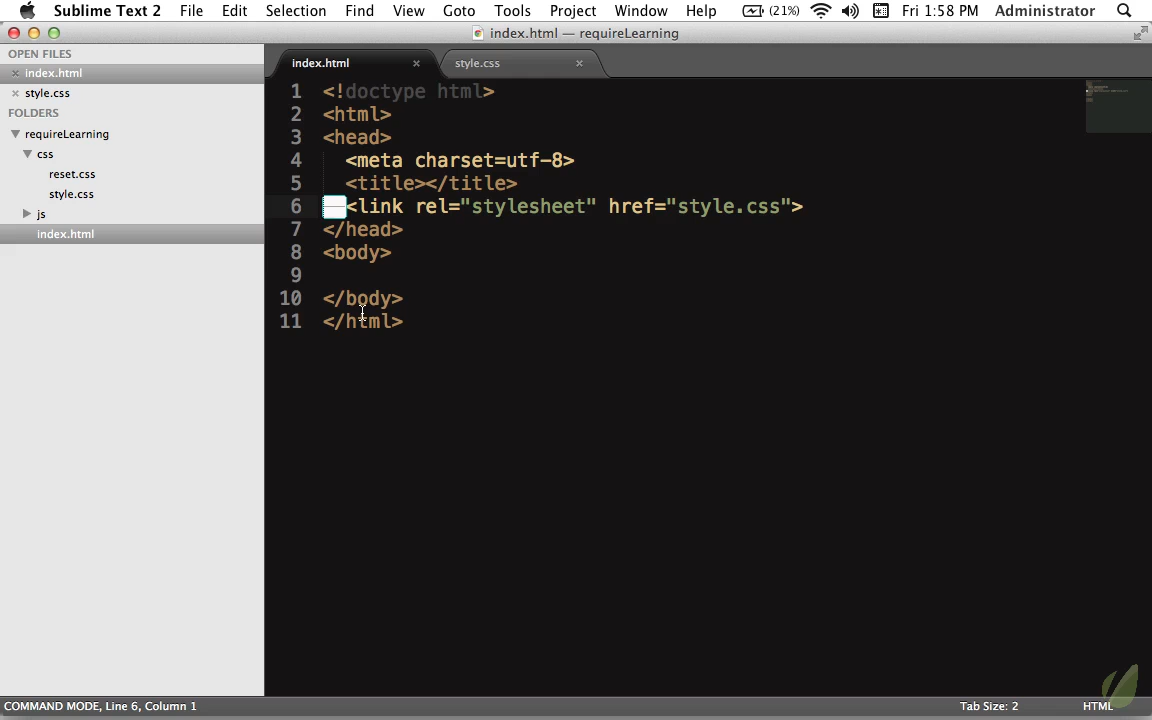 Sublime Text 2 File Edit Selection Find View Goto Tools Project Window Help (21%) Fri 1:58 PM Administrator
index.html — requireLearning
OPEN FILES
index.html
style.css
FOLDERS
requireLearning
css
reset.css
style.css
js
index.html
index.html style.css
1 <!doctype html>
2 <html>
3 <head>
4 <meta charset=utf-8>
5 <title></title>
6 <link rel="stylesheet" href="style.css">
7 </head>
8 <body>
9
10 </body>
11 </html>
COMMAND MODE, Line 6, Column 1 Tab Size: 2 HTML